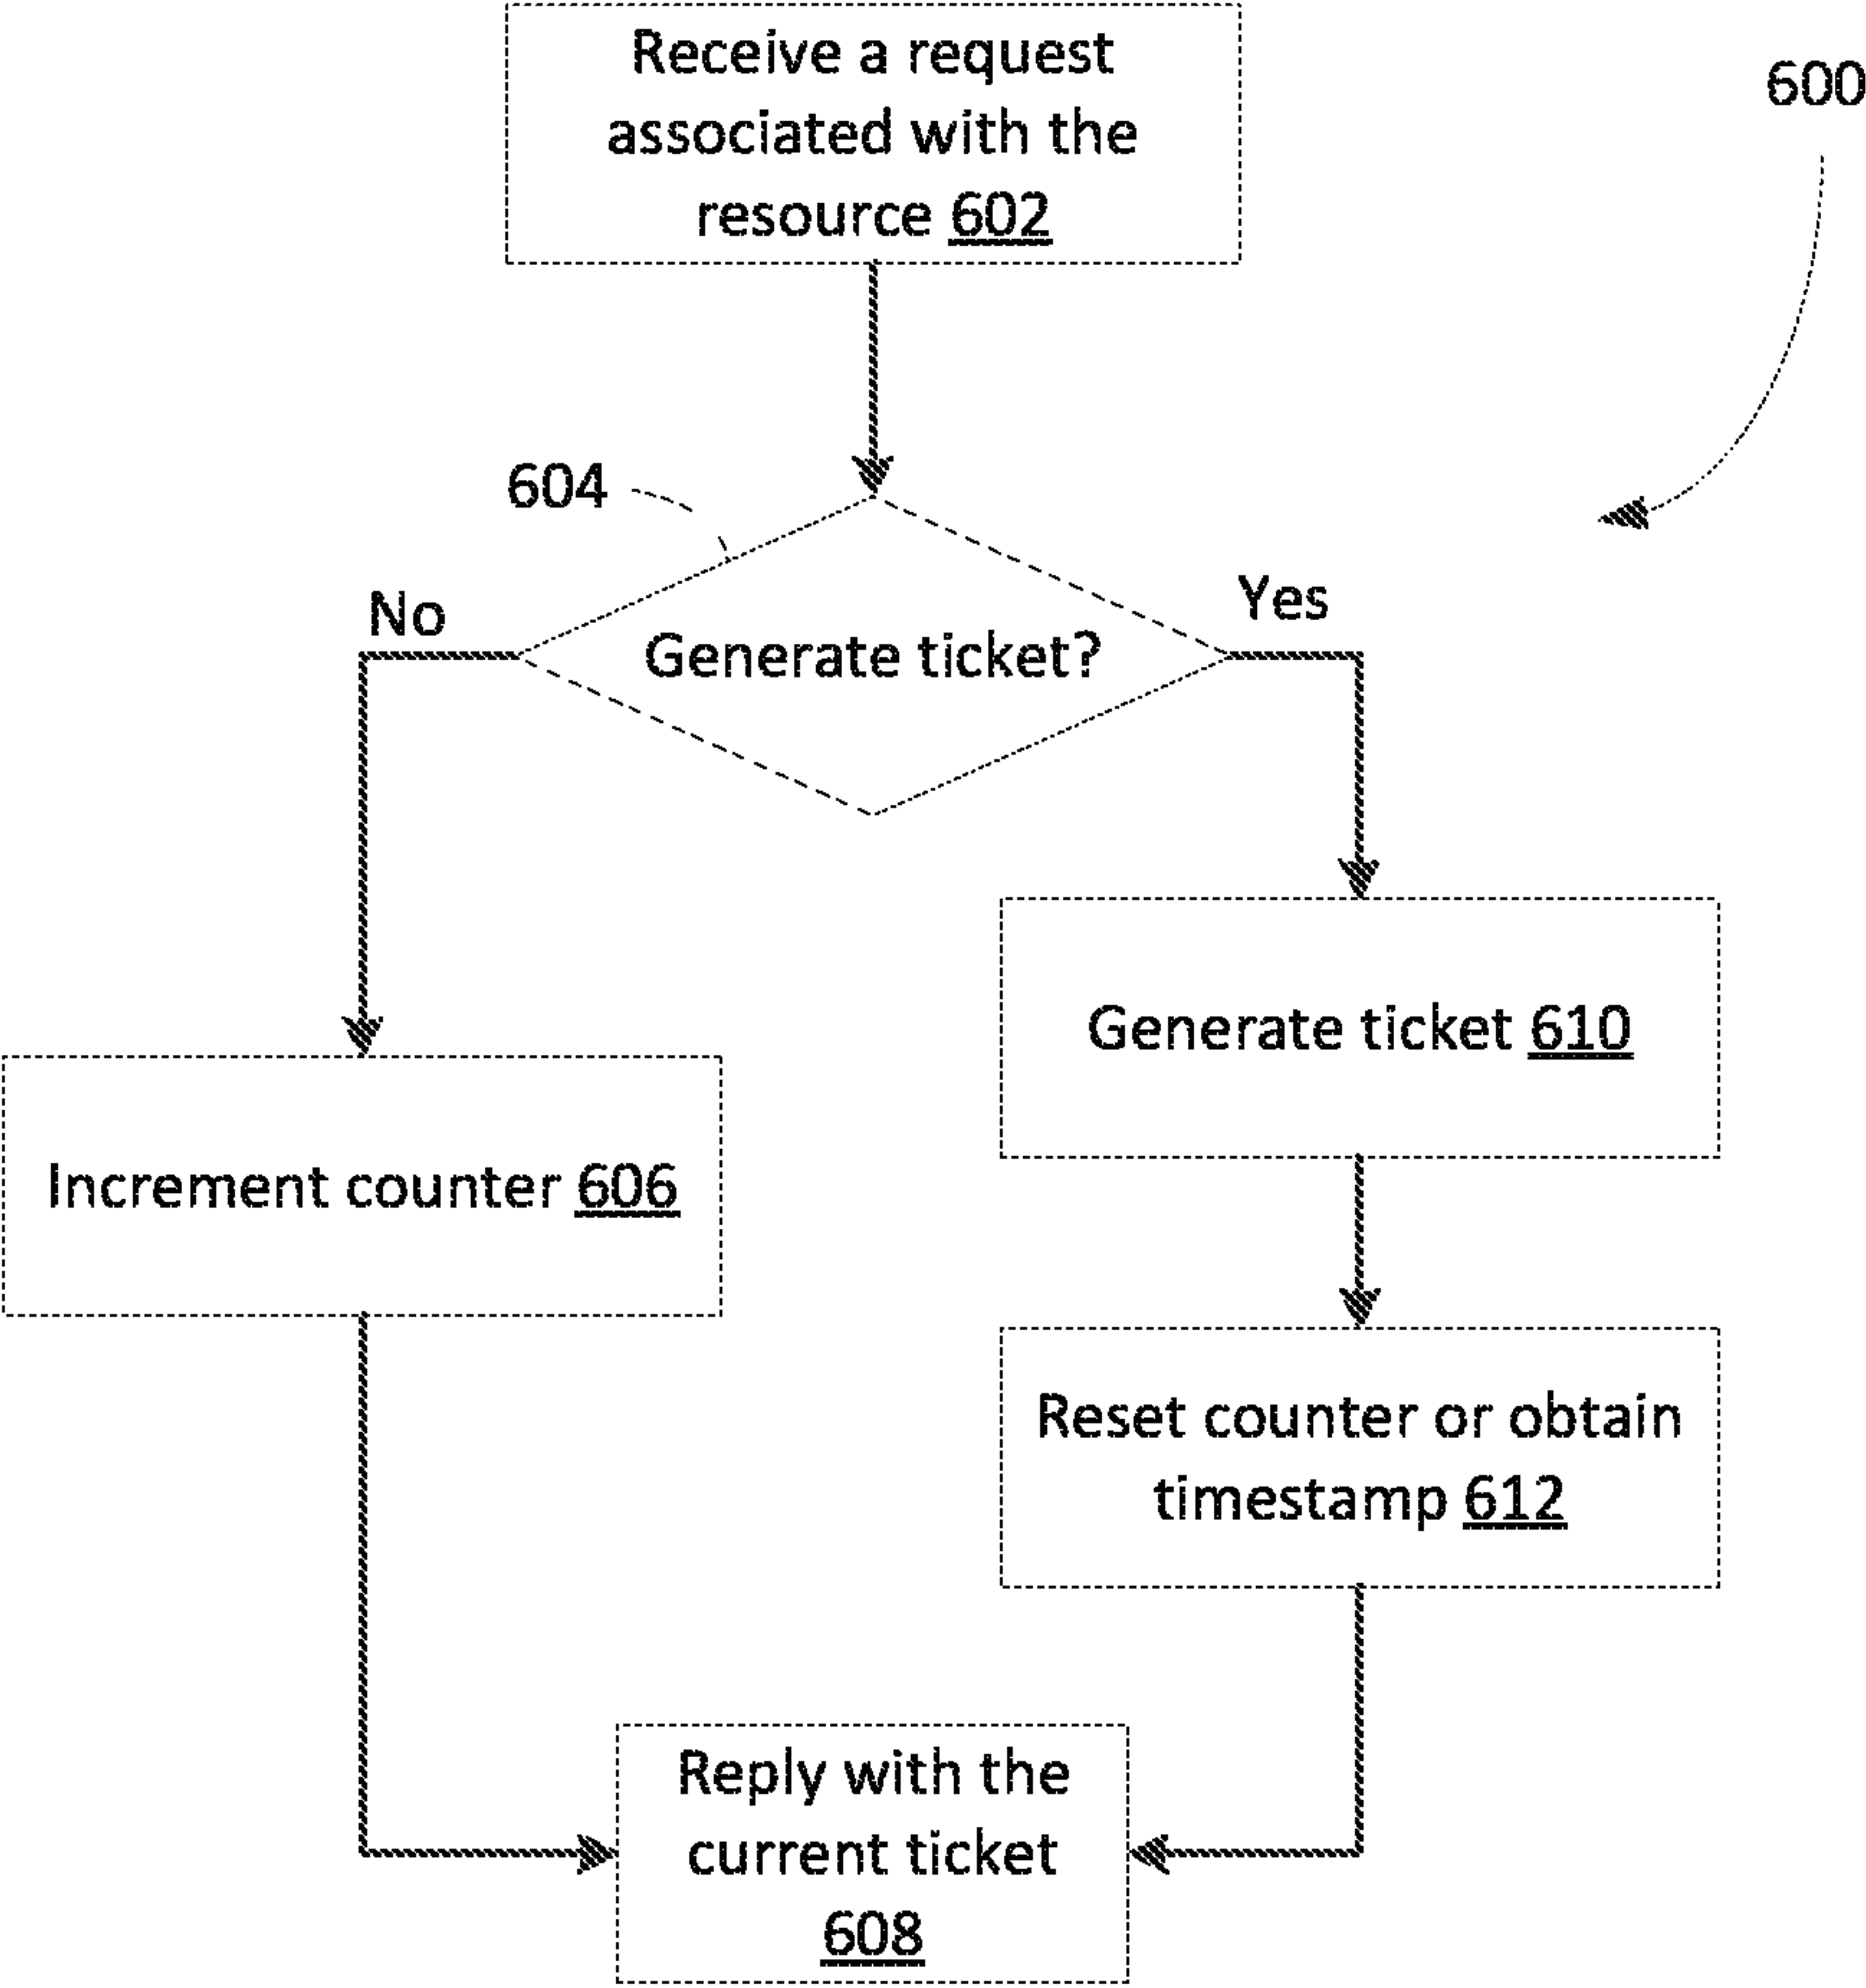 Receive a request
associated with the
resource 602
600
604
No
Yes
Generate ticket?
Generate ticket 610
Increment counter 606
Reset counter or obtain
timestamp 612
Reply with the
current ticket
608